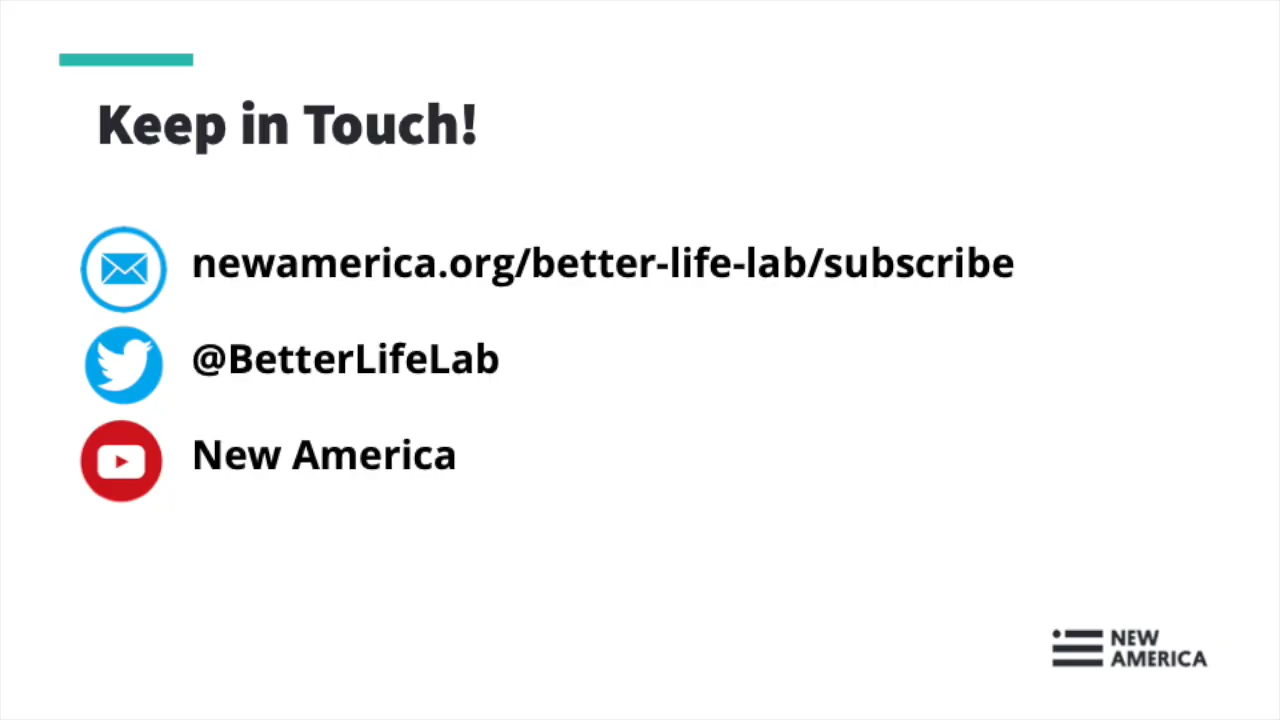 Keep in Touch!
newamerica.org/better-life-lab/subscribe
@BetterLifeLab
New America
NEW
AMERICA